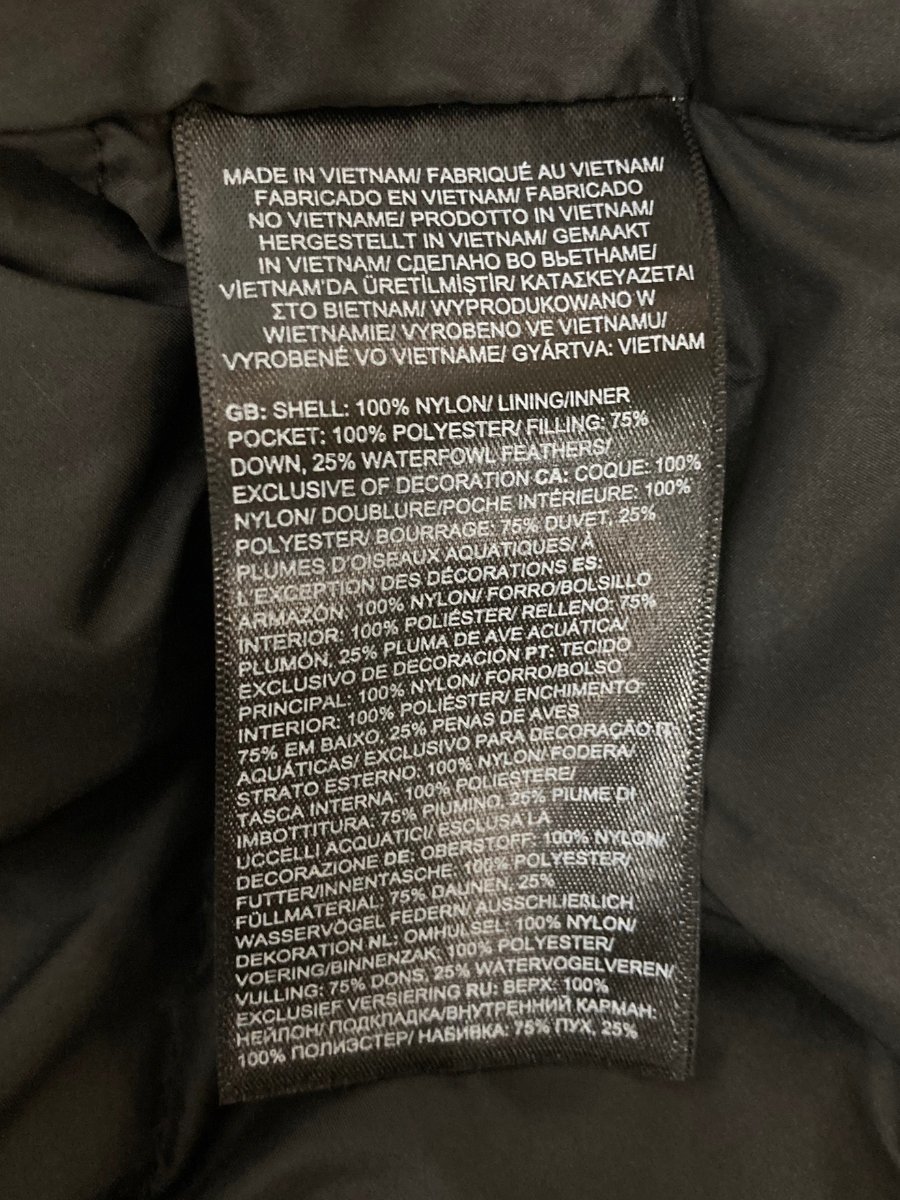 MADE IN VIETNAM/ FABRIQUÉ AU VIETNAM/
FABRICADO EN VIETNAM/ FABRICADO
NO VIETNAME/ PRODOTTO IN VIETNAM/
HERGESTELLT IN VIETNAM/ GEMAAKT
IN VIETNAM/ СДЕЛАНО ВО ВЬЕТНАМЕ/
VİETNAM'DA ÜRETİLMİŞTİR/ ΚΑΤΑΣΚΕΥΑΖΕΤΑΙ
ΣΤΟ ΒΙΕΤΝΑΜ/ WYPRODUKOWANO W
WIETNAMIE/ VYROBENO VE VIETNAMU/
VYROBENÉ VO VIETNAME/ GYÁRTVA: VIETNAM
GB: SHELL: 100% NYLON/ LINING/INNER
POCKET: 100% POLYESTER/ FILLING: 75%
DOWN, 25% WATERFOWL FEATHERS/
EXCLUSIVE OF DECORATION CA: COQUE: 100%
NYLON/ DOUBLURE/POCHE INTÉRIEURE: 100%
POLYESTER/ BOURRAGE: 75% DUVET, 25%
PLUMES D'OISEAUX AQUATIQUES/ À
L'EXCEPTION DES DÉCORATIONS ES:
ARMAZÓN: 100% NYLON/ FORRO/BOLSILLO
INTERIOR: 100% POLIÉSTER/ RELLENO: 75%
PLUMÓN, 25% PLUMA DE AVE ACUÁTICA/
EXCLUSIVO DE DECORACIÓN PT: TECIDO
PRINCIPAL: 100% NYLON/ FORRO/BOLSO
INTERIOR: 100% POLIÉSTER/ ENCHIMENTO:
75% EM BAIXO, 25% PENAS DE AVES
AQUÁTICAS/ EXCLUSIVO PARA DECORAÇÃO IT:
STRATO ESTERNO: 100% NYLON/ FODERA/
TASCA INTERNA: 100% POLIESTERE/
IMBOTTITURA: 75% PIUMINO, 25% PIUME DI
UCCELLI ACQUATICI/ ESCLUSA LA
DECORAZIONE DE: OBERSTOFF: 100% NYLON/
FUTTER/INNENTASCHE: 100% POLYESTER/
FÜLLMATERIAL: 75% DAUNEN, 25%
WASSERVÖGEL FEDERN/ AUSSCHLIEßLICH
DEKORATION NL: OMHULSEL: 100% NYLON/
VOERING/BINNENZAK: 100% POLYESTER/
VULLING: 75% DONS, 25% WATERVOGELVEREN/
EXCLUSIEF VERSIERING RU: ВЕРХ: 100%
НЕЙЛОН/ ПОДКЛАДКА/ВНУТРЕННИЙ КАРМАН:
100% ПОЛИЭСТЕР/ НАБИВКА: 75% ПУХ, 25%